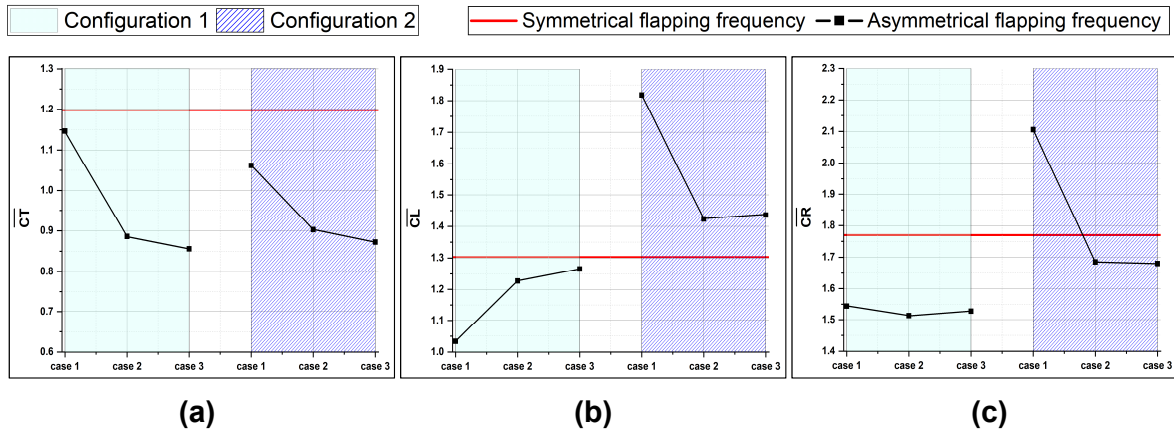 Configuration 1 Configuration 2 Symmetrical flapping frequency Asymmetrical flapping frequency
1.3
1.2
1.1
1.0
0.9
0.8
0.7
0.6
CT
case 1 case 2 case 3 case 1 case 2 case 3
(a)
1.9
1.8
1.7
1.6
1.5
1.4
1.3
1.2
1.1
1.0
CL
case 1 case 2 case 3 case 1 case 2 case 3
(b)
2.3
2.2
2.1
2.0
1.9
1.8
1.7
1.6
1.5
1.4
CR
case 1 case 2 case 3 case 1 case 2 case 3
(c)